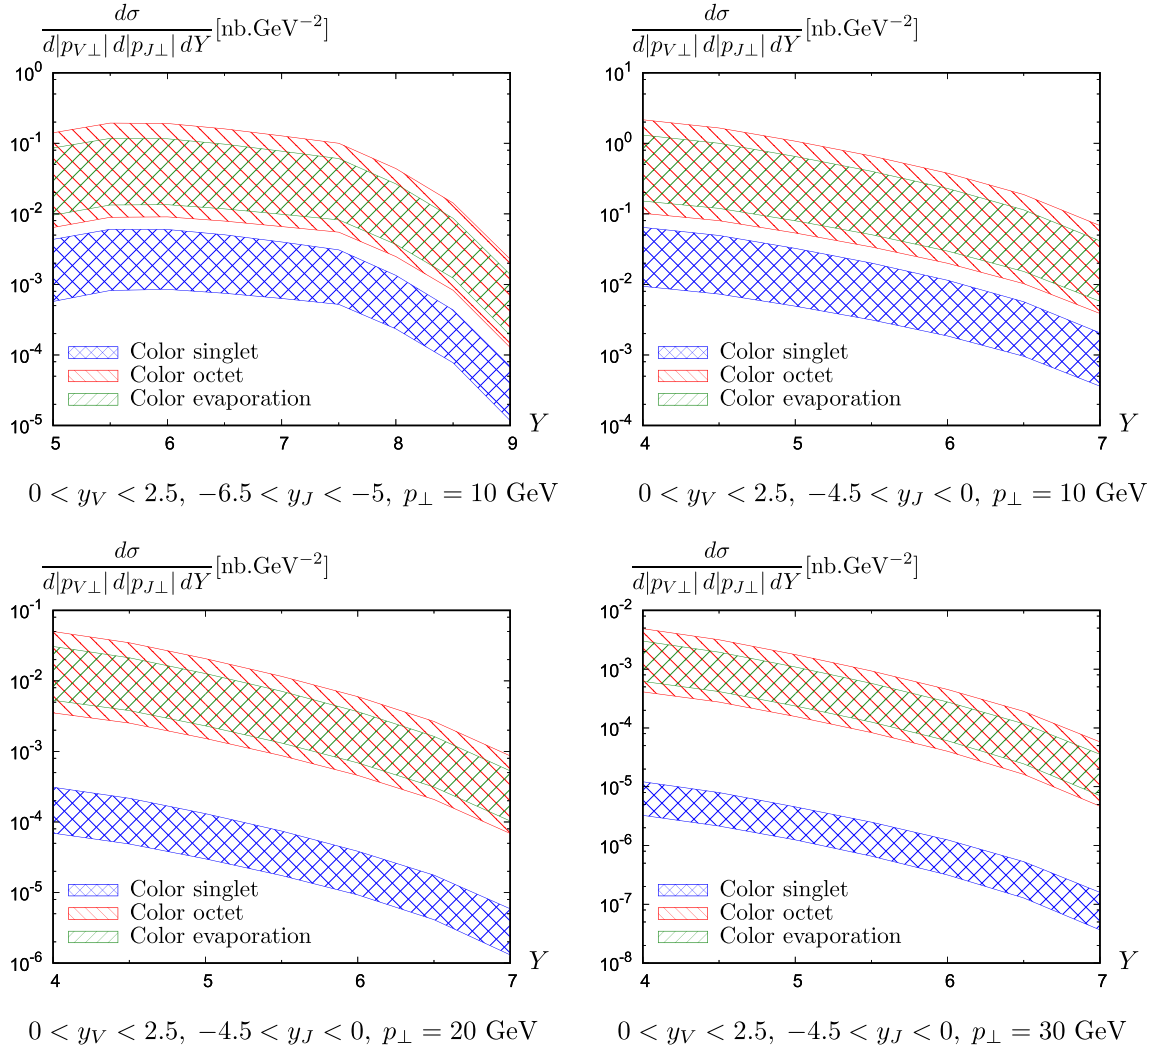 dσ
d|p_{V⊥}| d|p_{J⊥}| dY [nb.GeV⁻²]
10⁰
10⁻¹
10⁻²
10⁻³
10⁻⁴
10⁻⁵
Color singlet
Color octet
Color evaporation
5 6 7 8 9 Y
0 < y_V < 2.5, −6.5 < y_J < −5, p_⊥ = 10 GeV
dσ
d|p_{V⊥}| d|p_{J⊥}| dY [nb.GeV⁻²]
10¹
10⁰
10⁻¹
10⁻²
10⁻³
10⁻⁴
Color singlet
Color octet
Color evaporation
4 5 6 7 Y
0 < y_V < 2.5, −4.5 < y_J < 0, p_⊥ = 10 GeV
dσ
d|p_{V⊥}| d|p_{J⊥}| dY [nb.GeV⁻²]
10⁻¹
10⁻²
10⁻³
10⁻⁴
10⁻⁵
10⁻⁶
Color singlet
Color octet
Color evaporation
4 5 6 7 Y
0 < y_V < 2.5, −4.5 < y_J < 0, p_⊥ = 20 GeV
dσ
d|p_{V⊥}| d|p_{J⊥}| dY [nb.GeV⁻²]
10⁻²
10⁻³
10⁻⁴
10⁻⁵
10⁻⁶
10⁻⁷
10⁻⁸
Color singlet
Color octet
Color evaporation
4 5 6 7 Y
0 < y_V < 2.5, −4.5 < y_J < 0, p_⊥ = 30 GeV